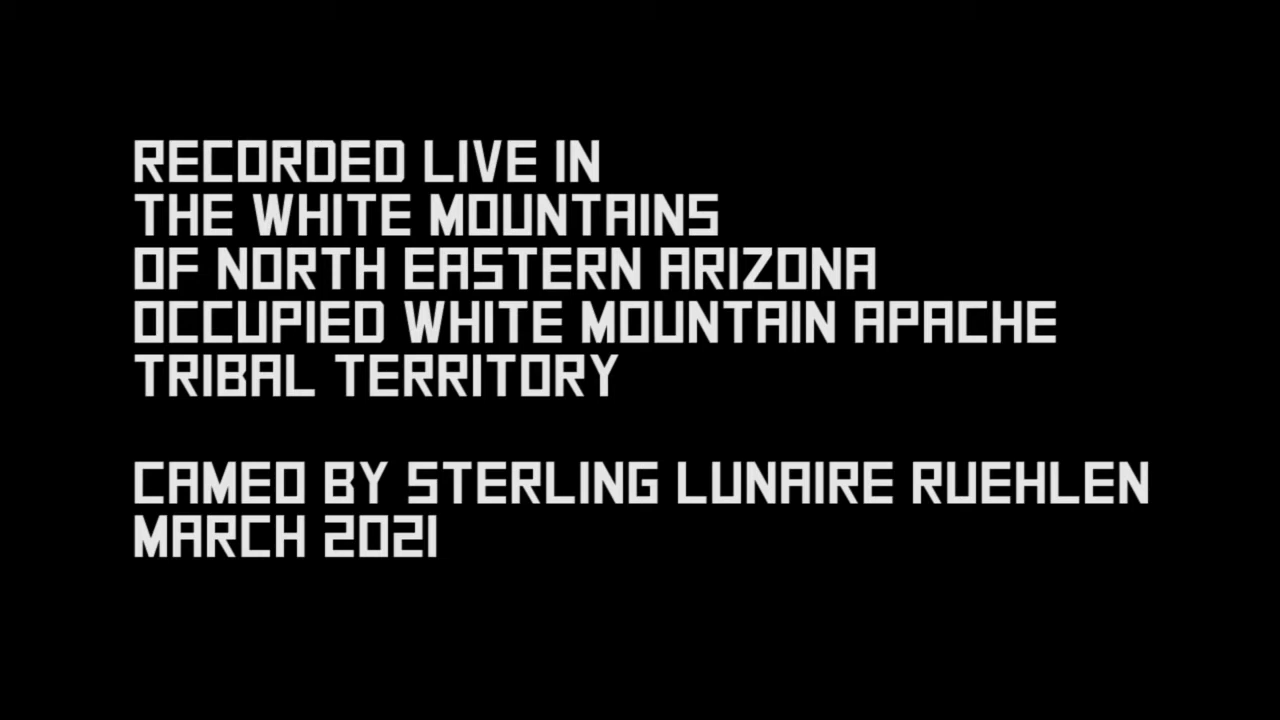 RECORDED LIVE IN
THE WHITE MOUNTAINS
OF NORTH EASTERN ARIZONA
OCCUPIED WHITE MOUNTAIN APACHE
TRIBAL TERRITORY
CAMEO BY STERLING LUNAIRE RUEHLEN
MARCH 2021